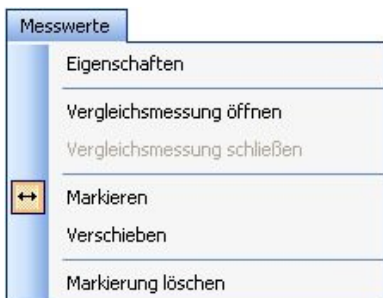 Messwerte
Eigenschaften
Vergleichsmessung öffnen
Vergleichsmessung schließen
Markieren
Verschieben
Markierung löschen